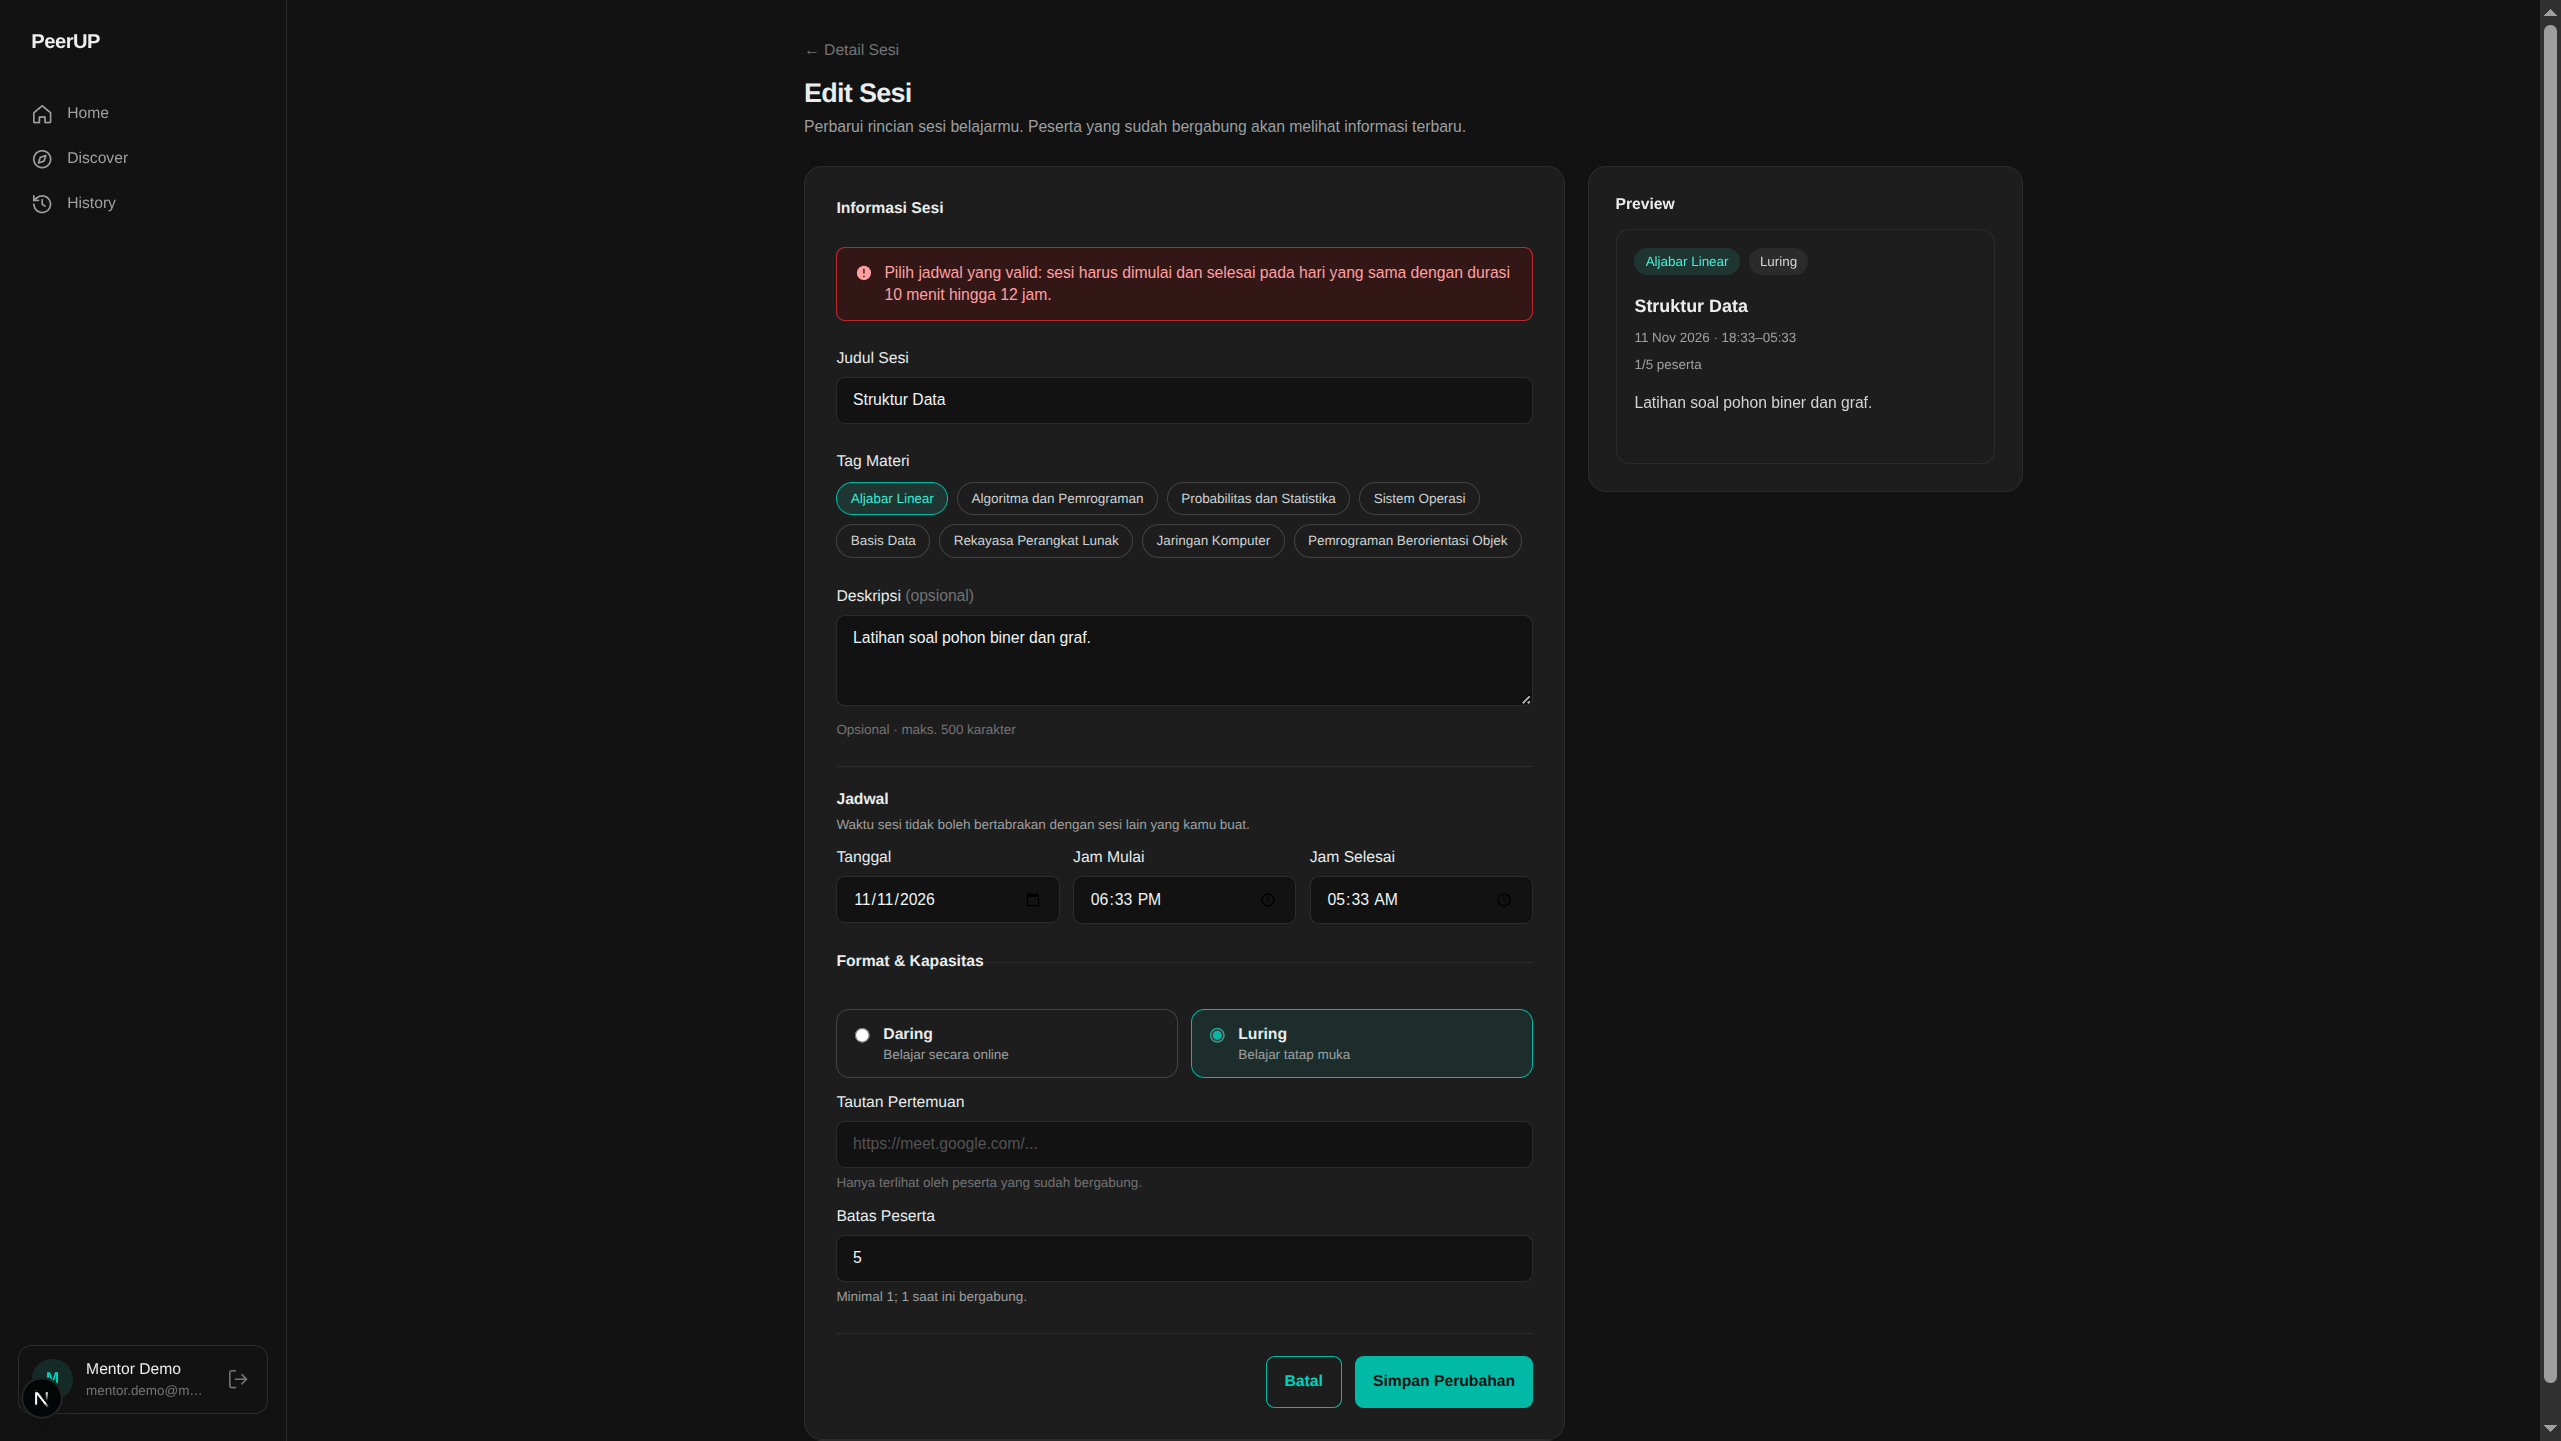 PeerUP
Home
Discover
History
← Detail Sesi
Edit Sesi
Perbarui rincian sesi belajarmu. Peserta yang sudah bergabung akan melihat informasi terbaru.
Informasi Sesi
Pilih jadwal yang valid: sesi harus dimulai dan selesai pada hari yang sama dengan durasi
10 menit hingga 12 jam.
Judul Sesi
Struktur Data
Tag Materi
Aljabar Linear
Algoritma dan Pemrograman
Probabilitas dan Statistika
Sistem Operasi
Basis Data
Rekayasa Perangkat Lunak
Jaringan Komputer
Pemrograman Berorientasi Objek
Deskripsi (opsional)
Latihan soal pohon biner dan graf.
Opsional · maks. 500 karakter
Jadwal
Waktu sesi tidak boleh bertabrakan dengan sesi lain yang kamu buat.
Tanggal
Jam Mulai
Jam Selesai
11/11/2026
06:33 PM
05:33 AM
Format & Kapasitas
Daring
Belajar secara online
Luring
Belajar tatap muka
Tautan Pertemuan
https://meet.google.com/...
Hanya terlihat oleh peserta yang sudah bergabung.
Batas Peserta
5
Minimal 1; 1 saat ini bergabung.
Batal
Simpan Perubahan
Preview
Aljabar Linear
Luring
Struktur Data
11 Nov 2026 · 18:33–05:33
1/5 peserta
Latihan soal pohon biner dan graf.
M
N
Mentor Demo
mentor.demo@m...